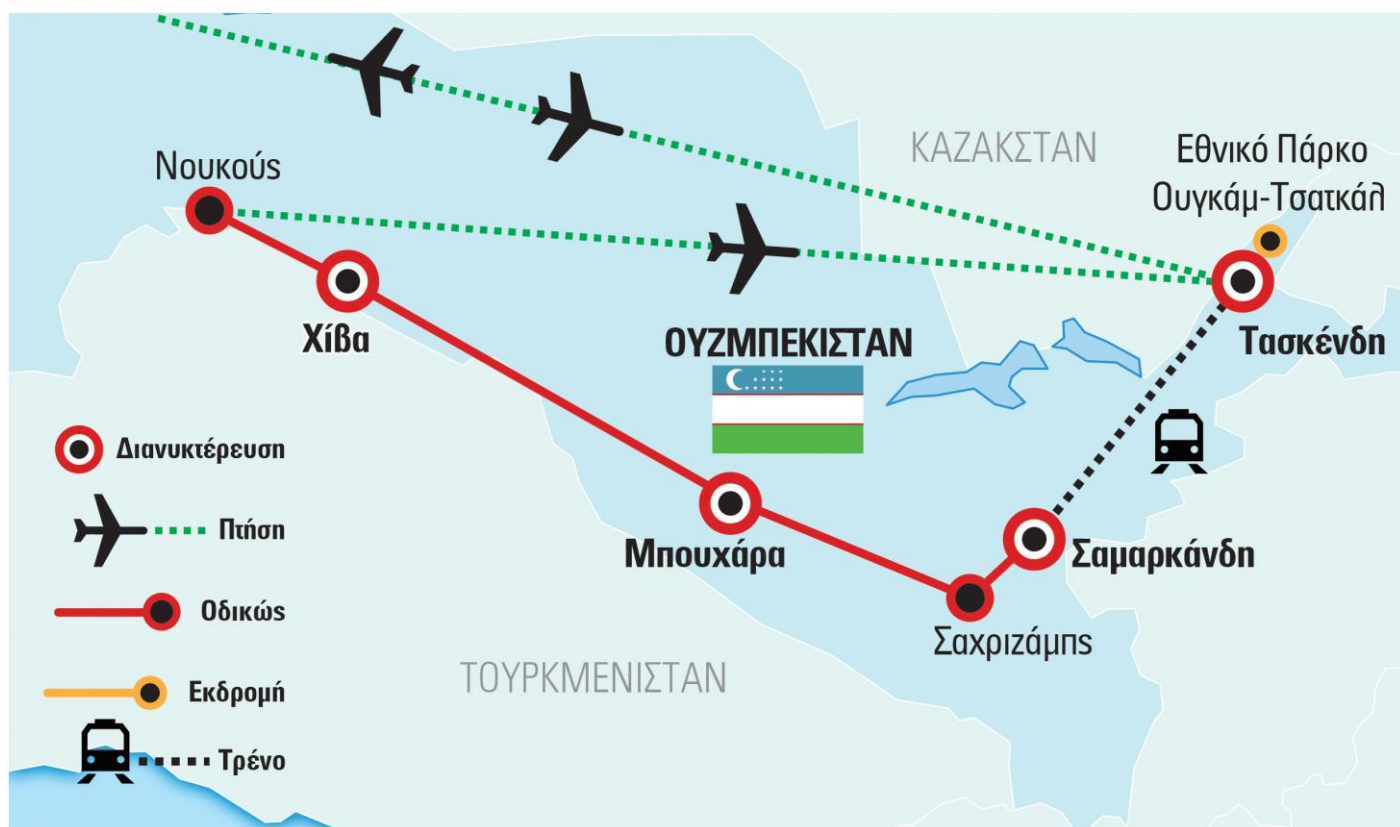 ΚΑΖΑΚΣΤΑΝ
Εθνικό Πάρκο
Ουγκάμ-Τσατκάλ
Νουκούς
Χίβα
ΟΥΖΜΠΕΚΙΣΤΑΝ
Τασκένδη
Διανυκτέρευση
Πτήση
Μπουχάρα
Σαμαρκάνδη
Οδικώς
Σαχριζάμπς
ΤΟΥΡΚΜΕΝΙΣΤΑΝ
Εκδρομή
Τρένο